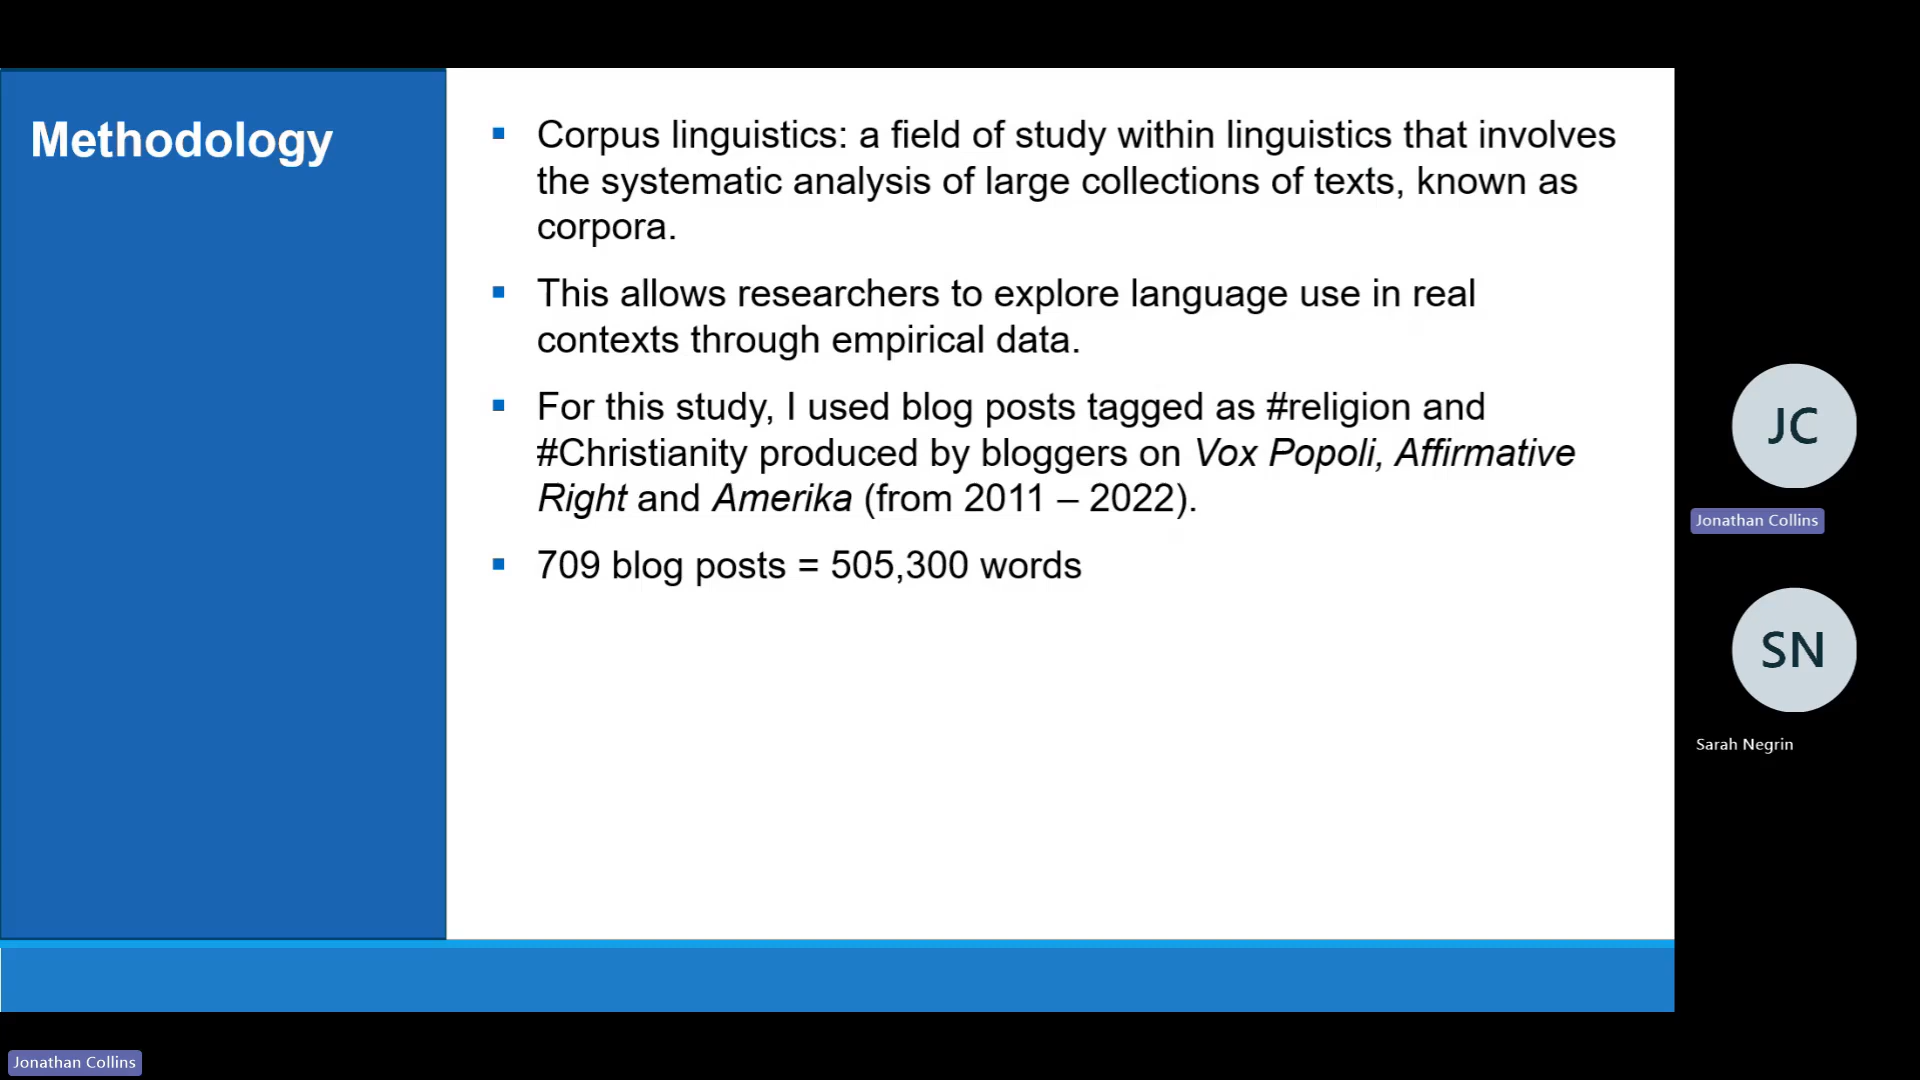 Methodology
▪ Corpus linguistics: a field of study within linguistics that involves
the systematic analysis of large collections of texts, known as
corpora.
▪ This allows researchers to explore language use in real
contexts through empirical data.
▪ For this study, I used blog posts tagged as #religion and
#Christianity produced by bloggers on Vox Popoli, Affirmative
Right and Amerika (from 2011 – 2022).
▪ 709 blog posts = 505,300 words
JC
Jonathan Collins
SN
Sarah Negrin
Jonathan Collins